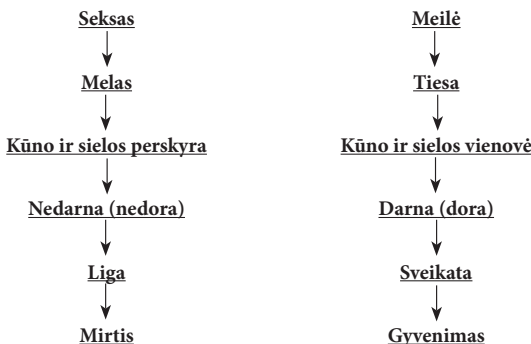 Seksas
Melas
Kūno ir sielos perskyra
Nedarna (nedora)
Liga
Mirtis
Meilė
Tiesa
Kūno ir sielos vienovė
Darna (dora)
Sveikata
Gyvenimas